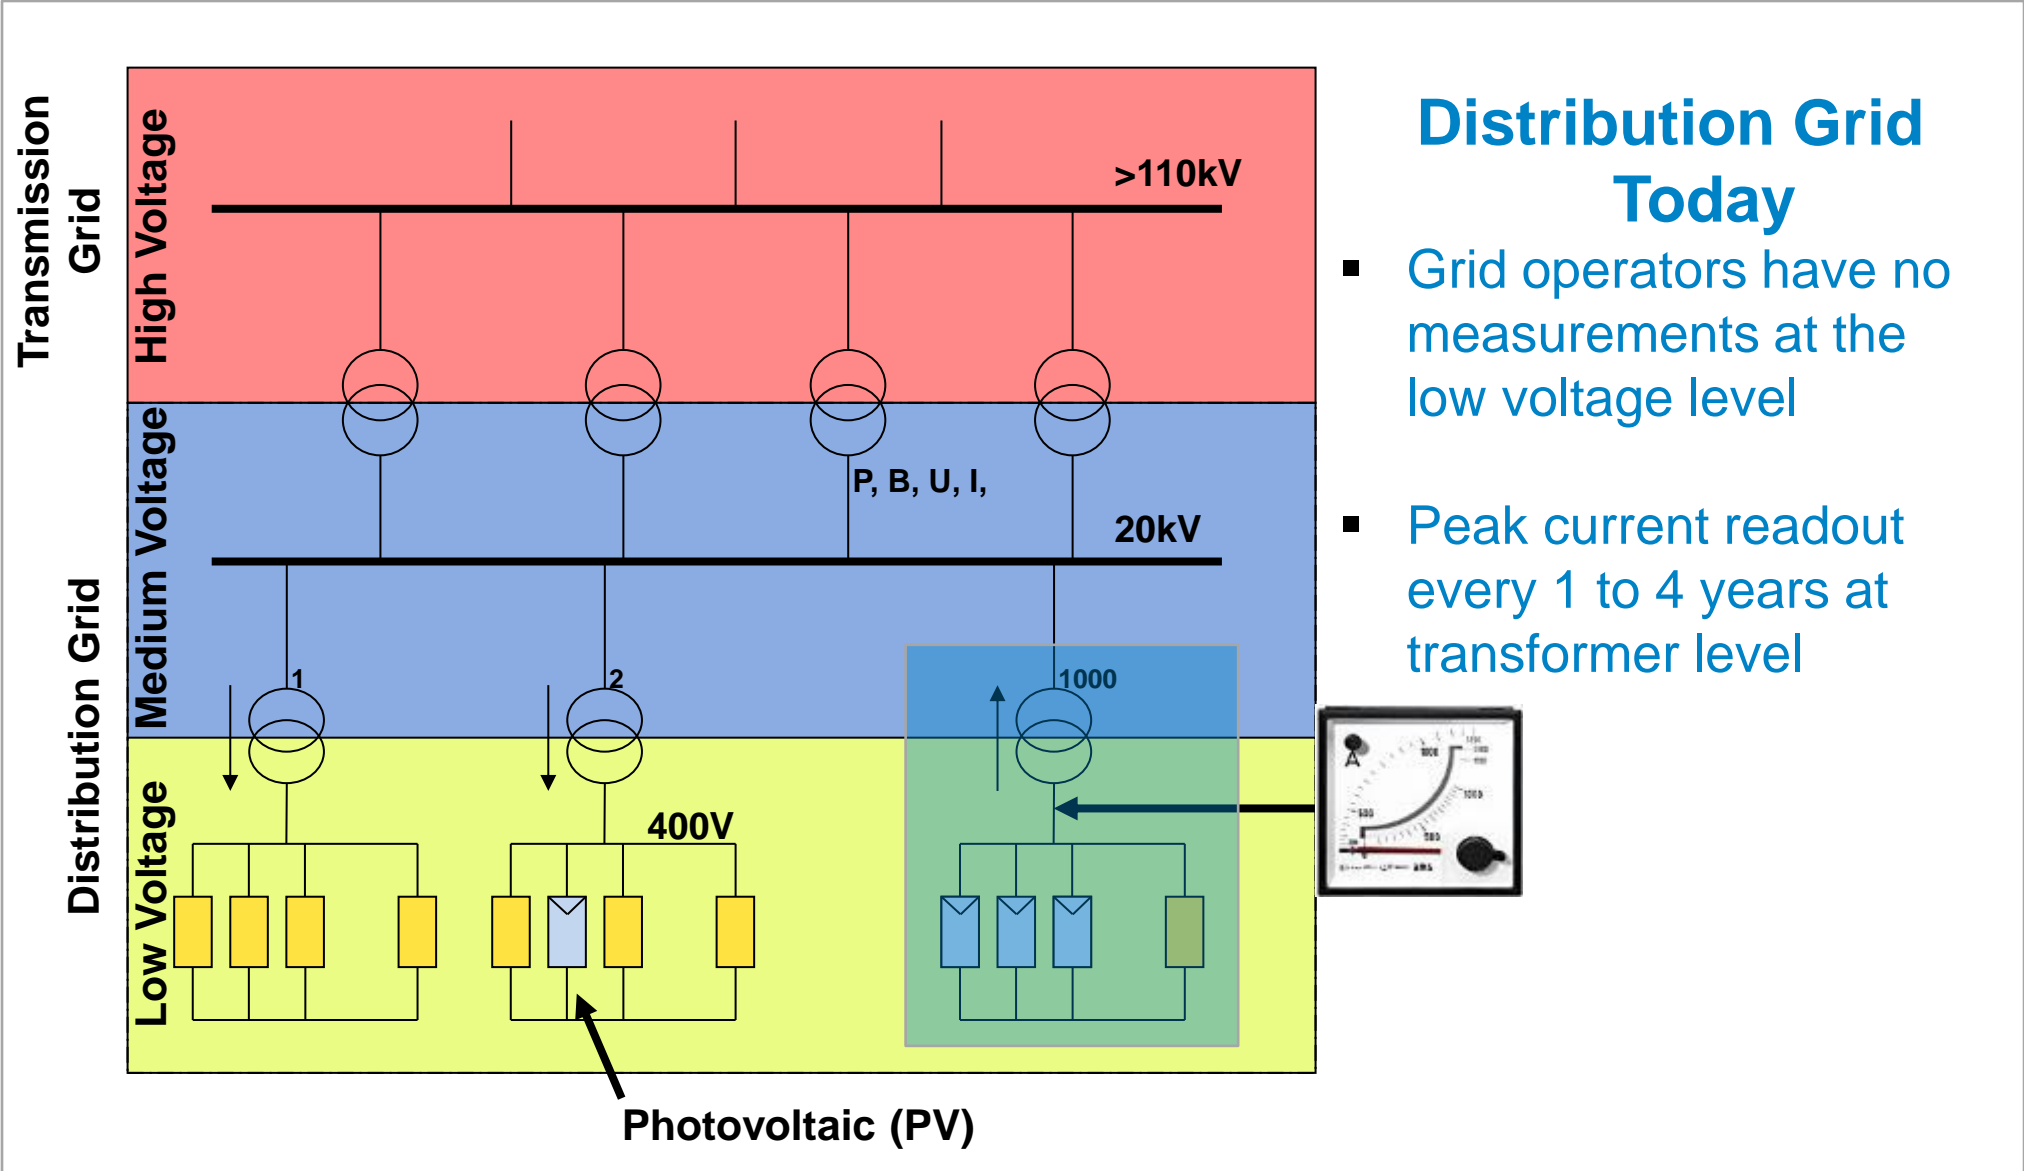 Transmission
Grid
High Voltage
>110kV
Distribution Grid
Today
▪ Grid operators have no
measurements at the
low voltage level
▪ Peak current readout
every 1 to 4 years at
transformer level
Distribution Grid
Medium Voltage
P, B, U, I,
20kV
1
2
1000
Low Voltage
400V
A
Photovoltaic (PV)